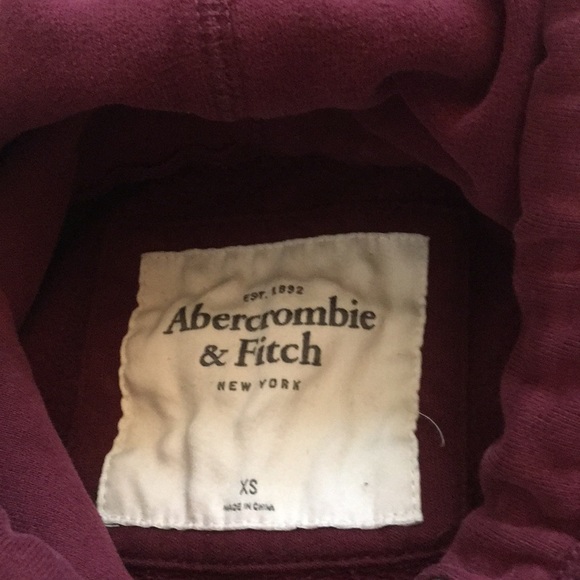 EST. 1892
Abercrombie
& Fitch
NEW YORK
XS
MADE IN CHINA